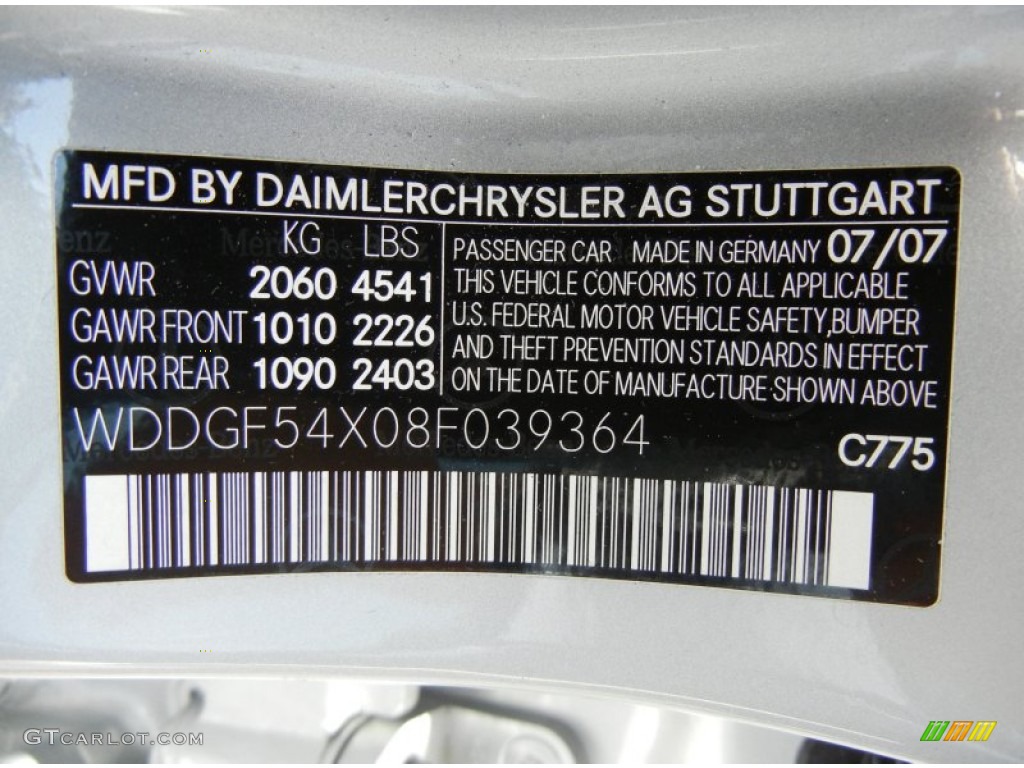 MFD BY DAIMLERCHRYSLER AG STUTTGART
KG LBS
GVWR 2060 4541
GAWR FRONT 1010 2226
GAWR REAR 1090 2403
PASSENGER CAR MADE IN GERMANY 07/07
THIS VEHICLE CONFORMS TO ALL APPLICABLE
U.S. FEDERAL MOTOR VEHICLE SAFETY,BUMPER
AND THEFT PREVENTION STANDARDS IN EFFECT
ON THE DATE OF MANUFACTURE SHOWN ABOVE
WDDGF54X08F039364
C775
GTCARLOT.COM